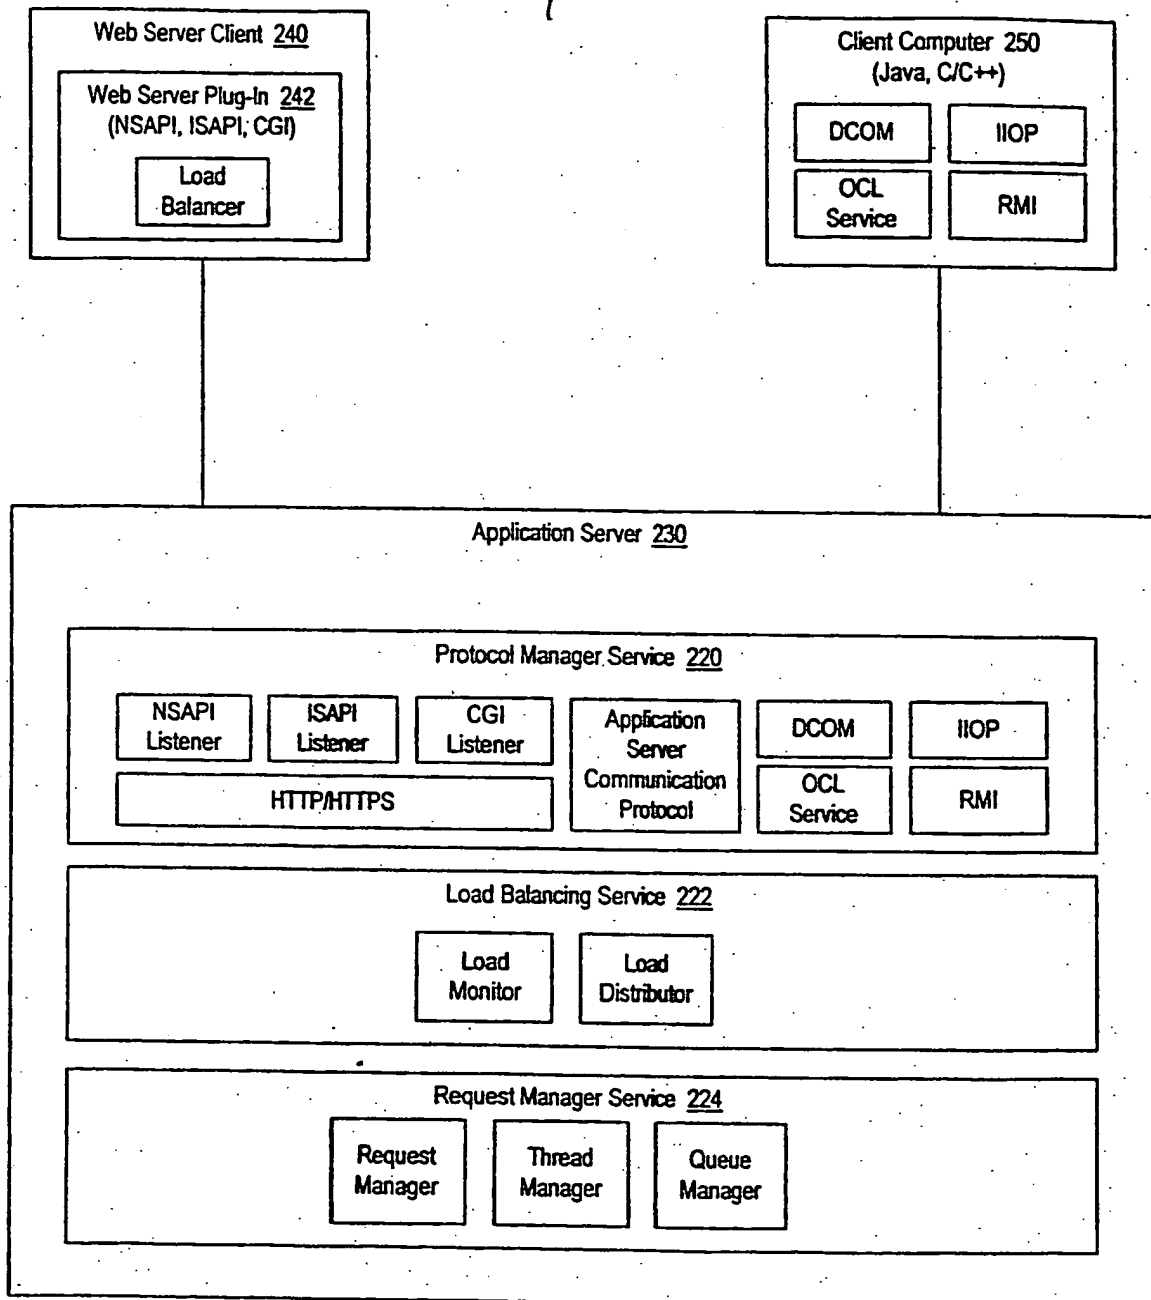 Web Server Client 240
Web Server Plug-In 242
(NSAPI, ISAPI, CGI)
Load
Balancer
Client Computer 250
(Java, C/C++)
DCOM
IIOP
OCL
Service
RMI
Application Server 230
Protocol Manager Service 220
NSAPI
Listener
ISAPI
Listener
CGI
Listener
HTTP/HTTPS
Application
Server
Communication
Protocol
DCOM
IIOP
OCL
Service
RMI
Load Balancing Service 222
Load
Monitor
Load
Distributor
Request Manager Service 224
Request
Manager
Thread
Manager
Queue
Manager